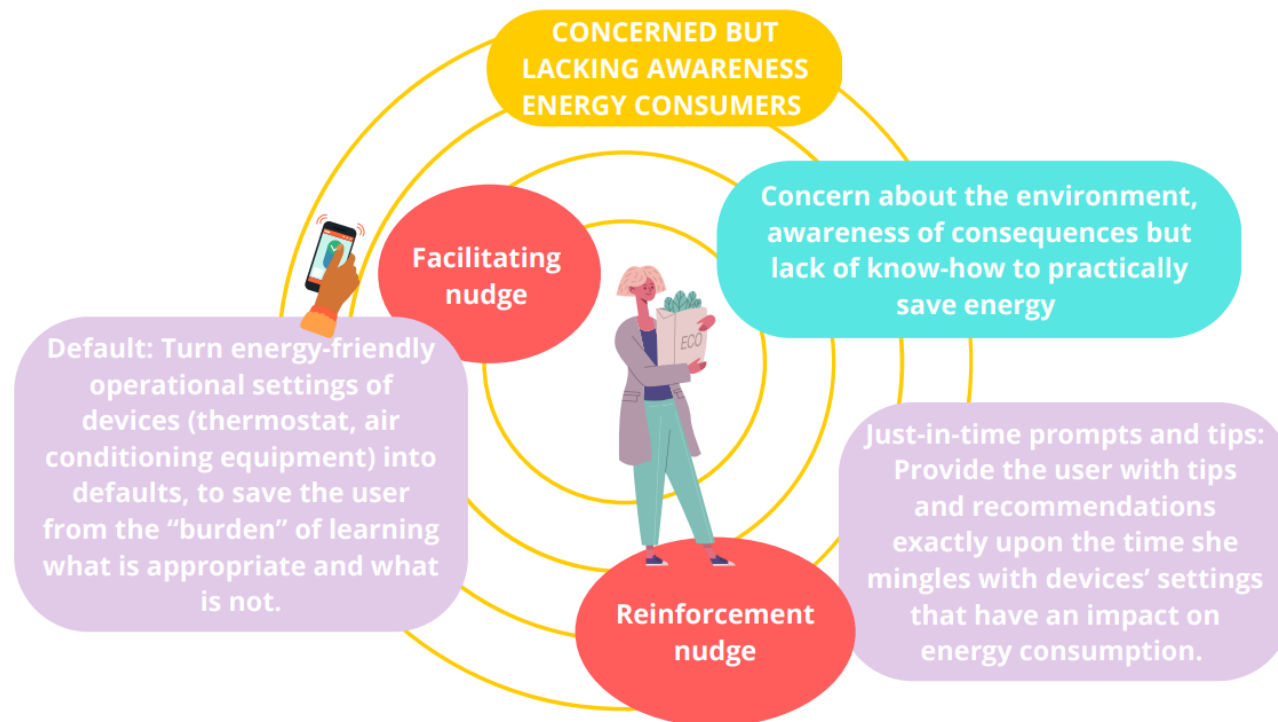 CONCERNED BUT
LACKING AWARENESS
ENERGY CONSUMERS
Concern about the environment,
awareness of consequences but
lack of know-how to practically
save energy
Facilitating
nudge
ECO
Default: Turn energy-friendly
operational settings of
devices (thermostat, air
conditioning equipment) into
defaults, to save the user
from the “burden” of learning
what is appropriate and what
is not.
Just-in-time prompts and tips:
Provide the user with tips
and recommendations
exactly upon the time she
mingles with devices’ settings
that have an impact on
energy consumption.
Reinforcement
nudge